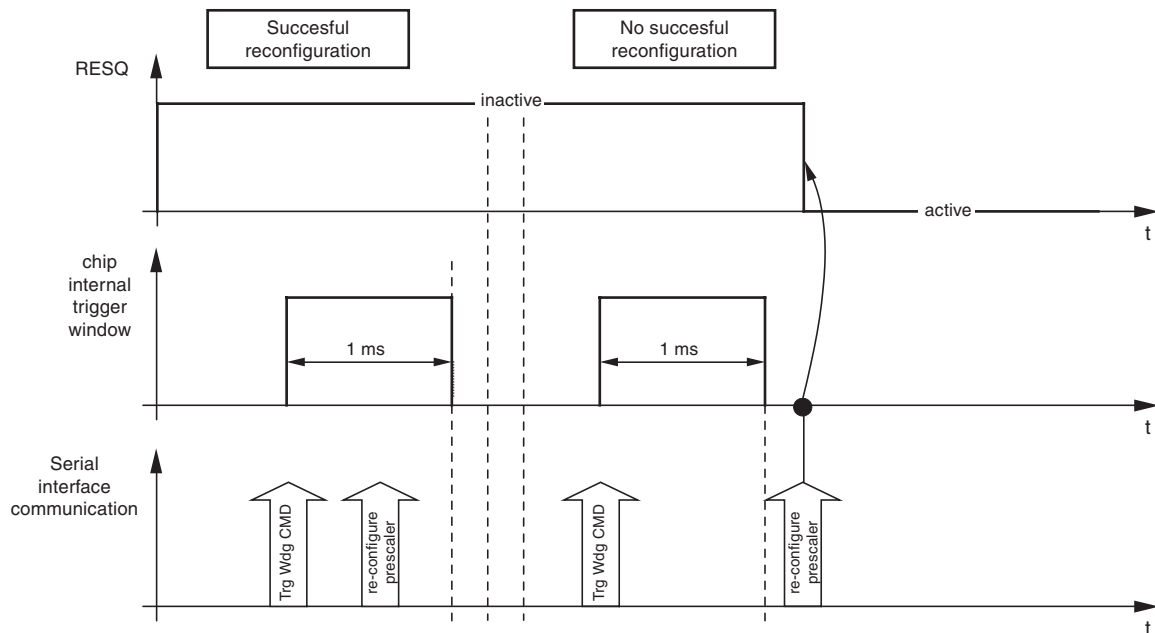 Succesful
reconfiguration
No succesful
reconfiguration
RESQ
inactive
active
t
chip
internal
trigger
window
1 ms
1 ms
t
Serial
interface
communication
Trg Wdg CMD
re-configure
prescaler
Trg Wdg CMD
re-configure
prescaler
t